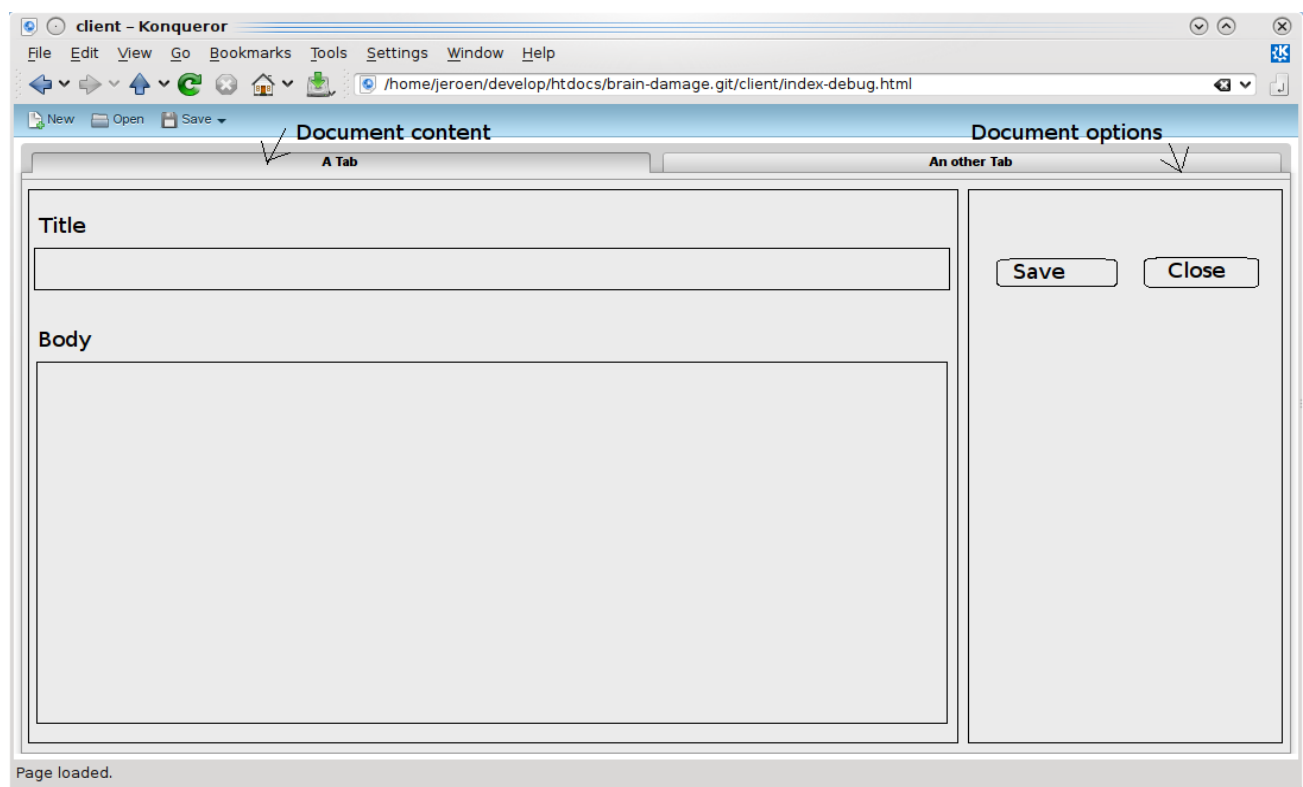 client – Konqueror
File Edit View Go Bookmarks Tools Settings Window Help
/home/jeroen/develop/htdocs/brain-damage.git/client/index-debug.html
New Open Save
Document content Document options
A Tab An other Tab
Title
Save Close
Body
Page loaded.